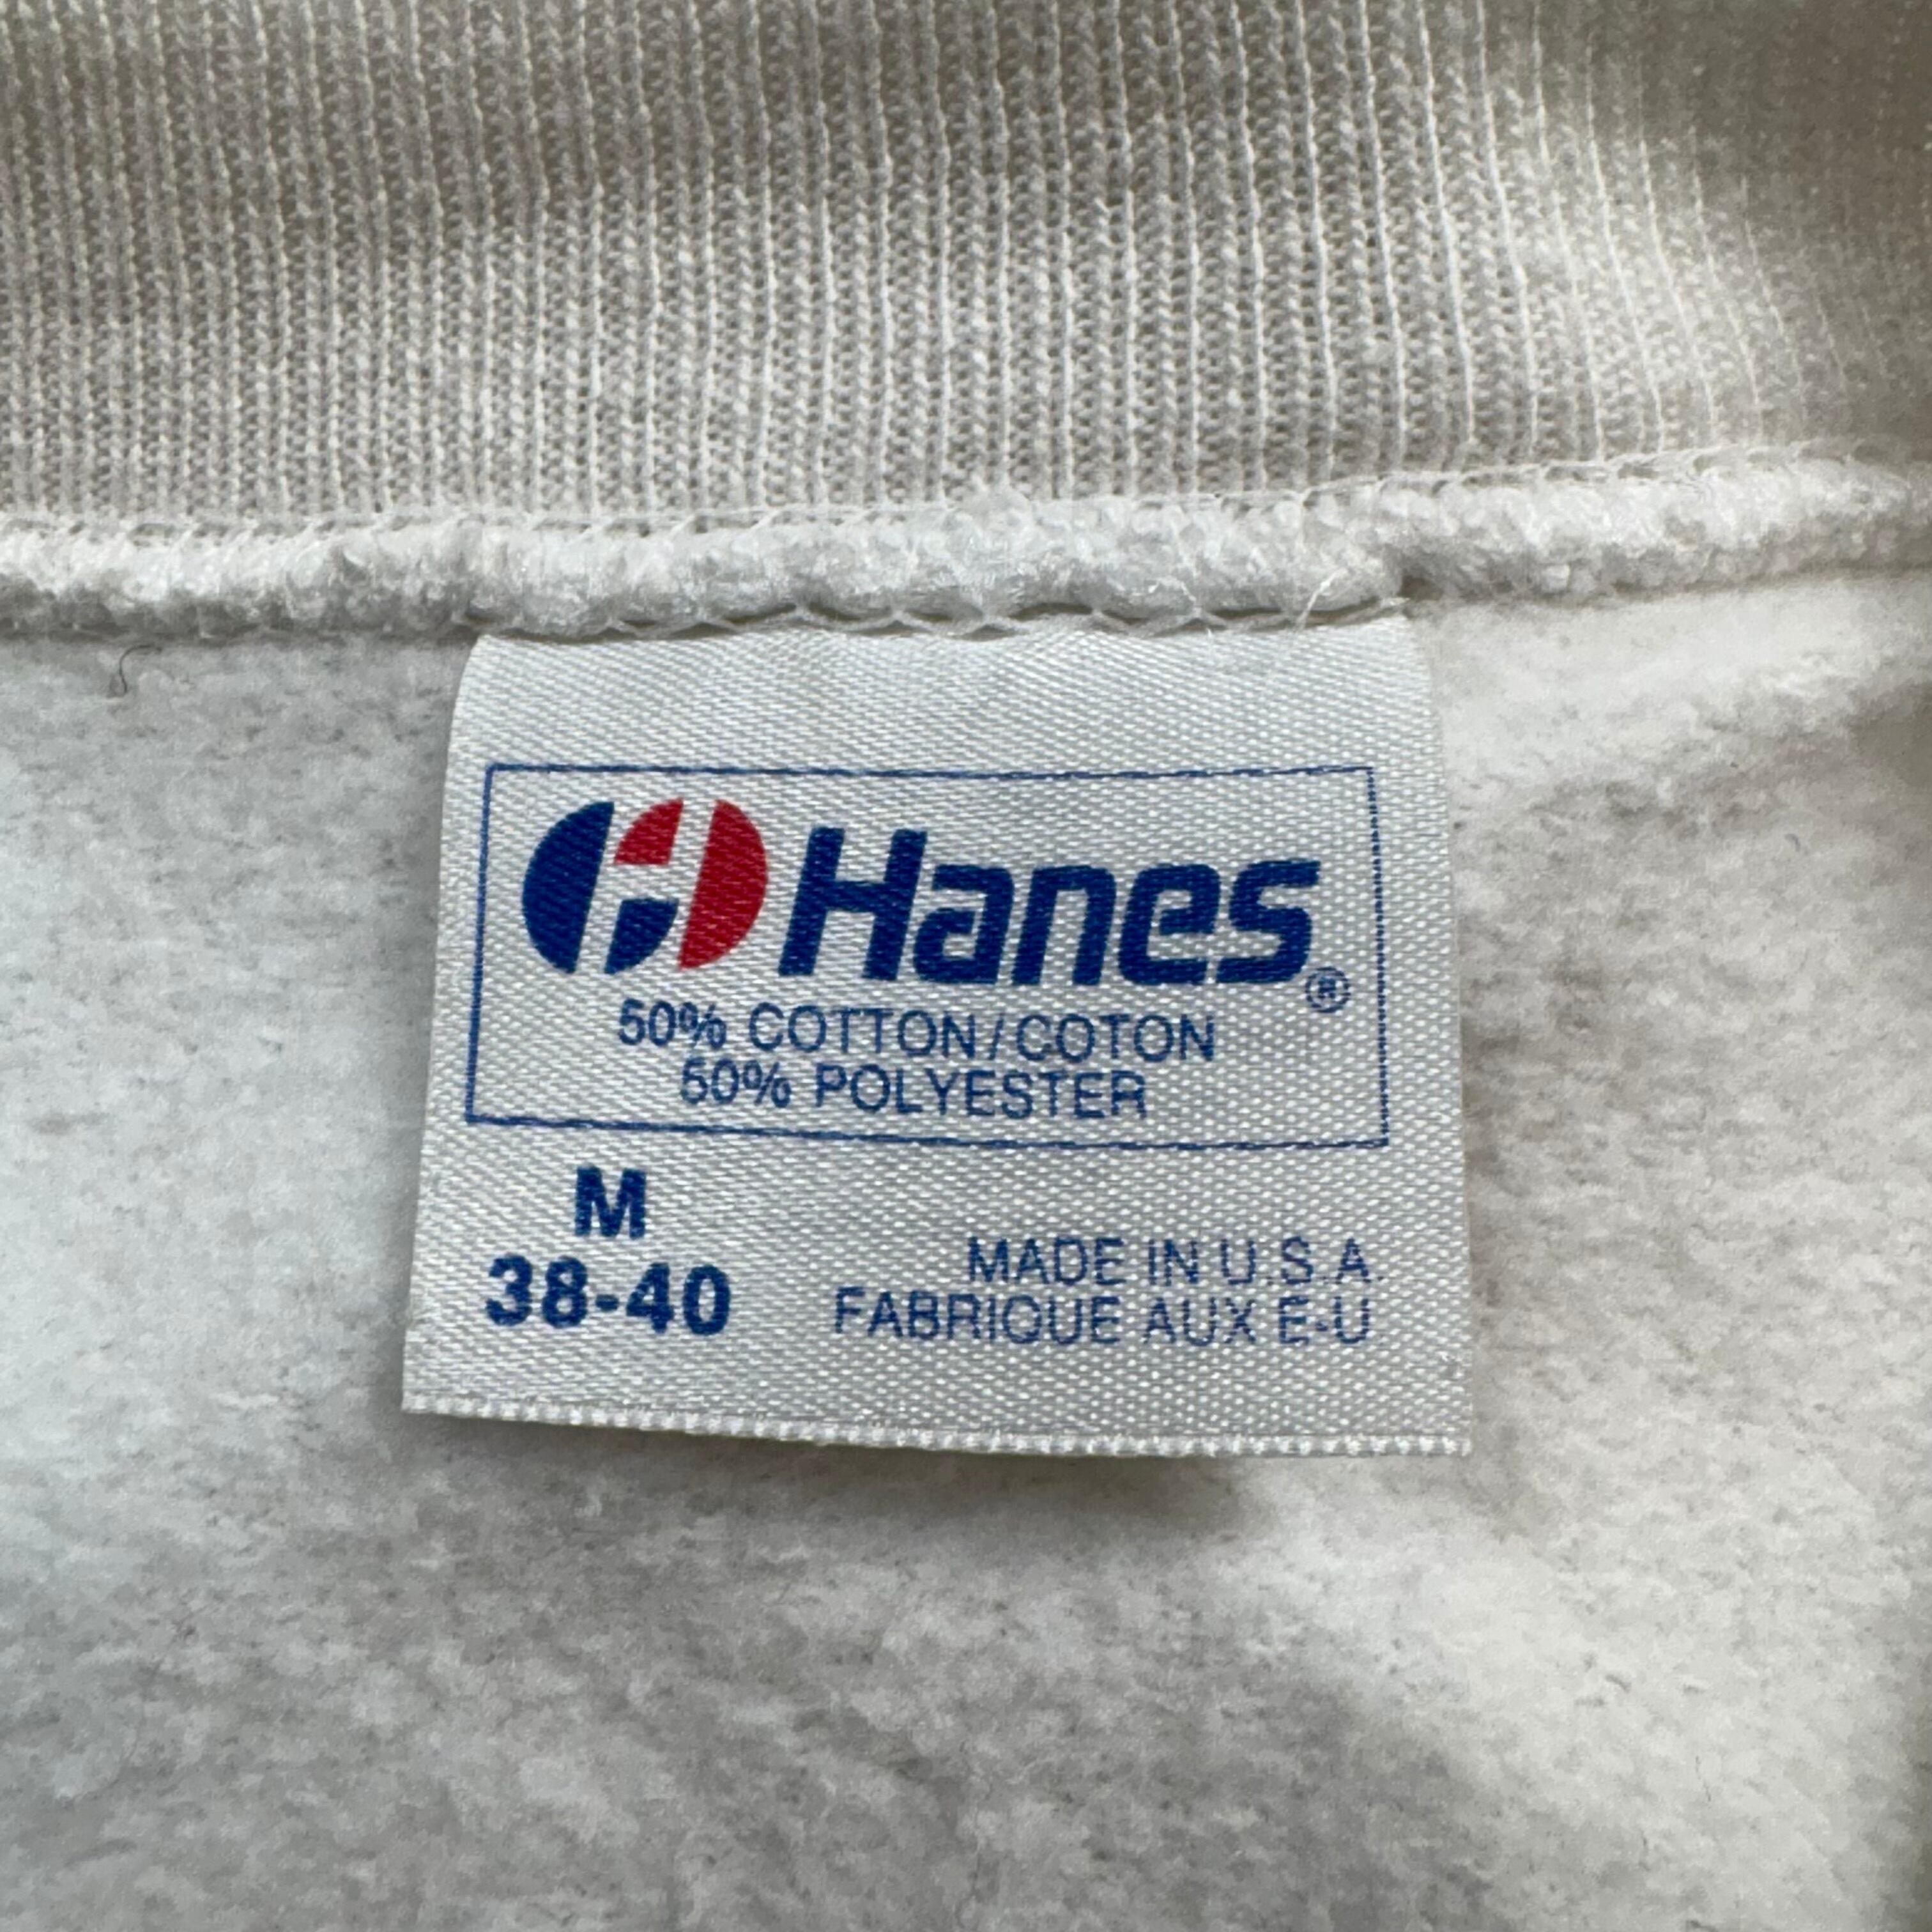 Hanes®
50% COTTON/COTON
50% POLYESTER
M
38-40
MADE IN U.S.A.
FABRIQUE AUX E-U